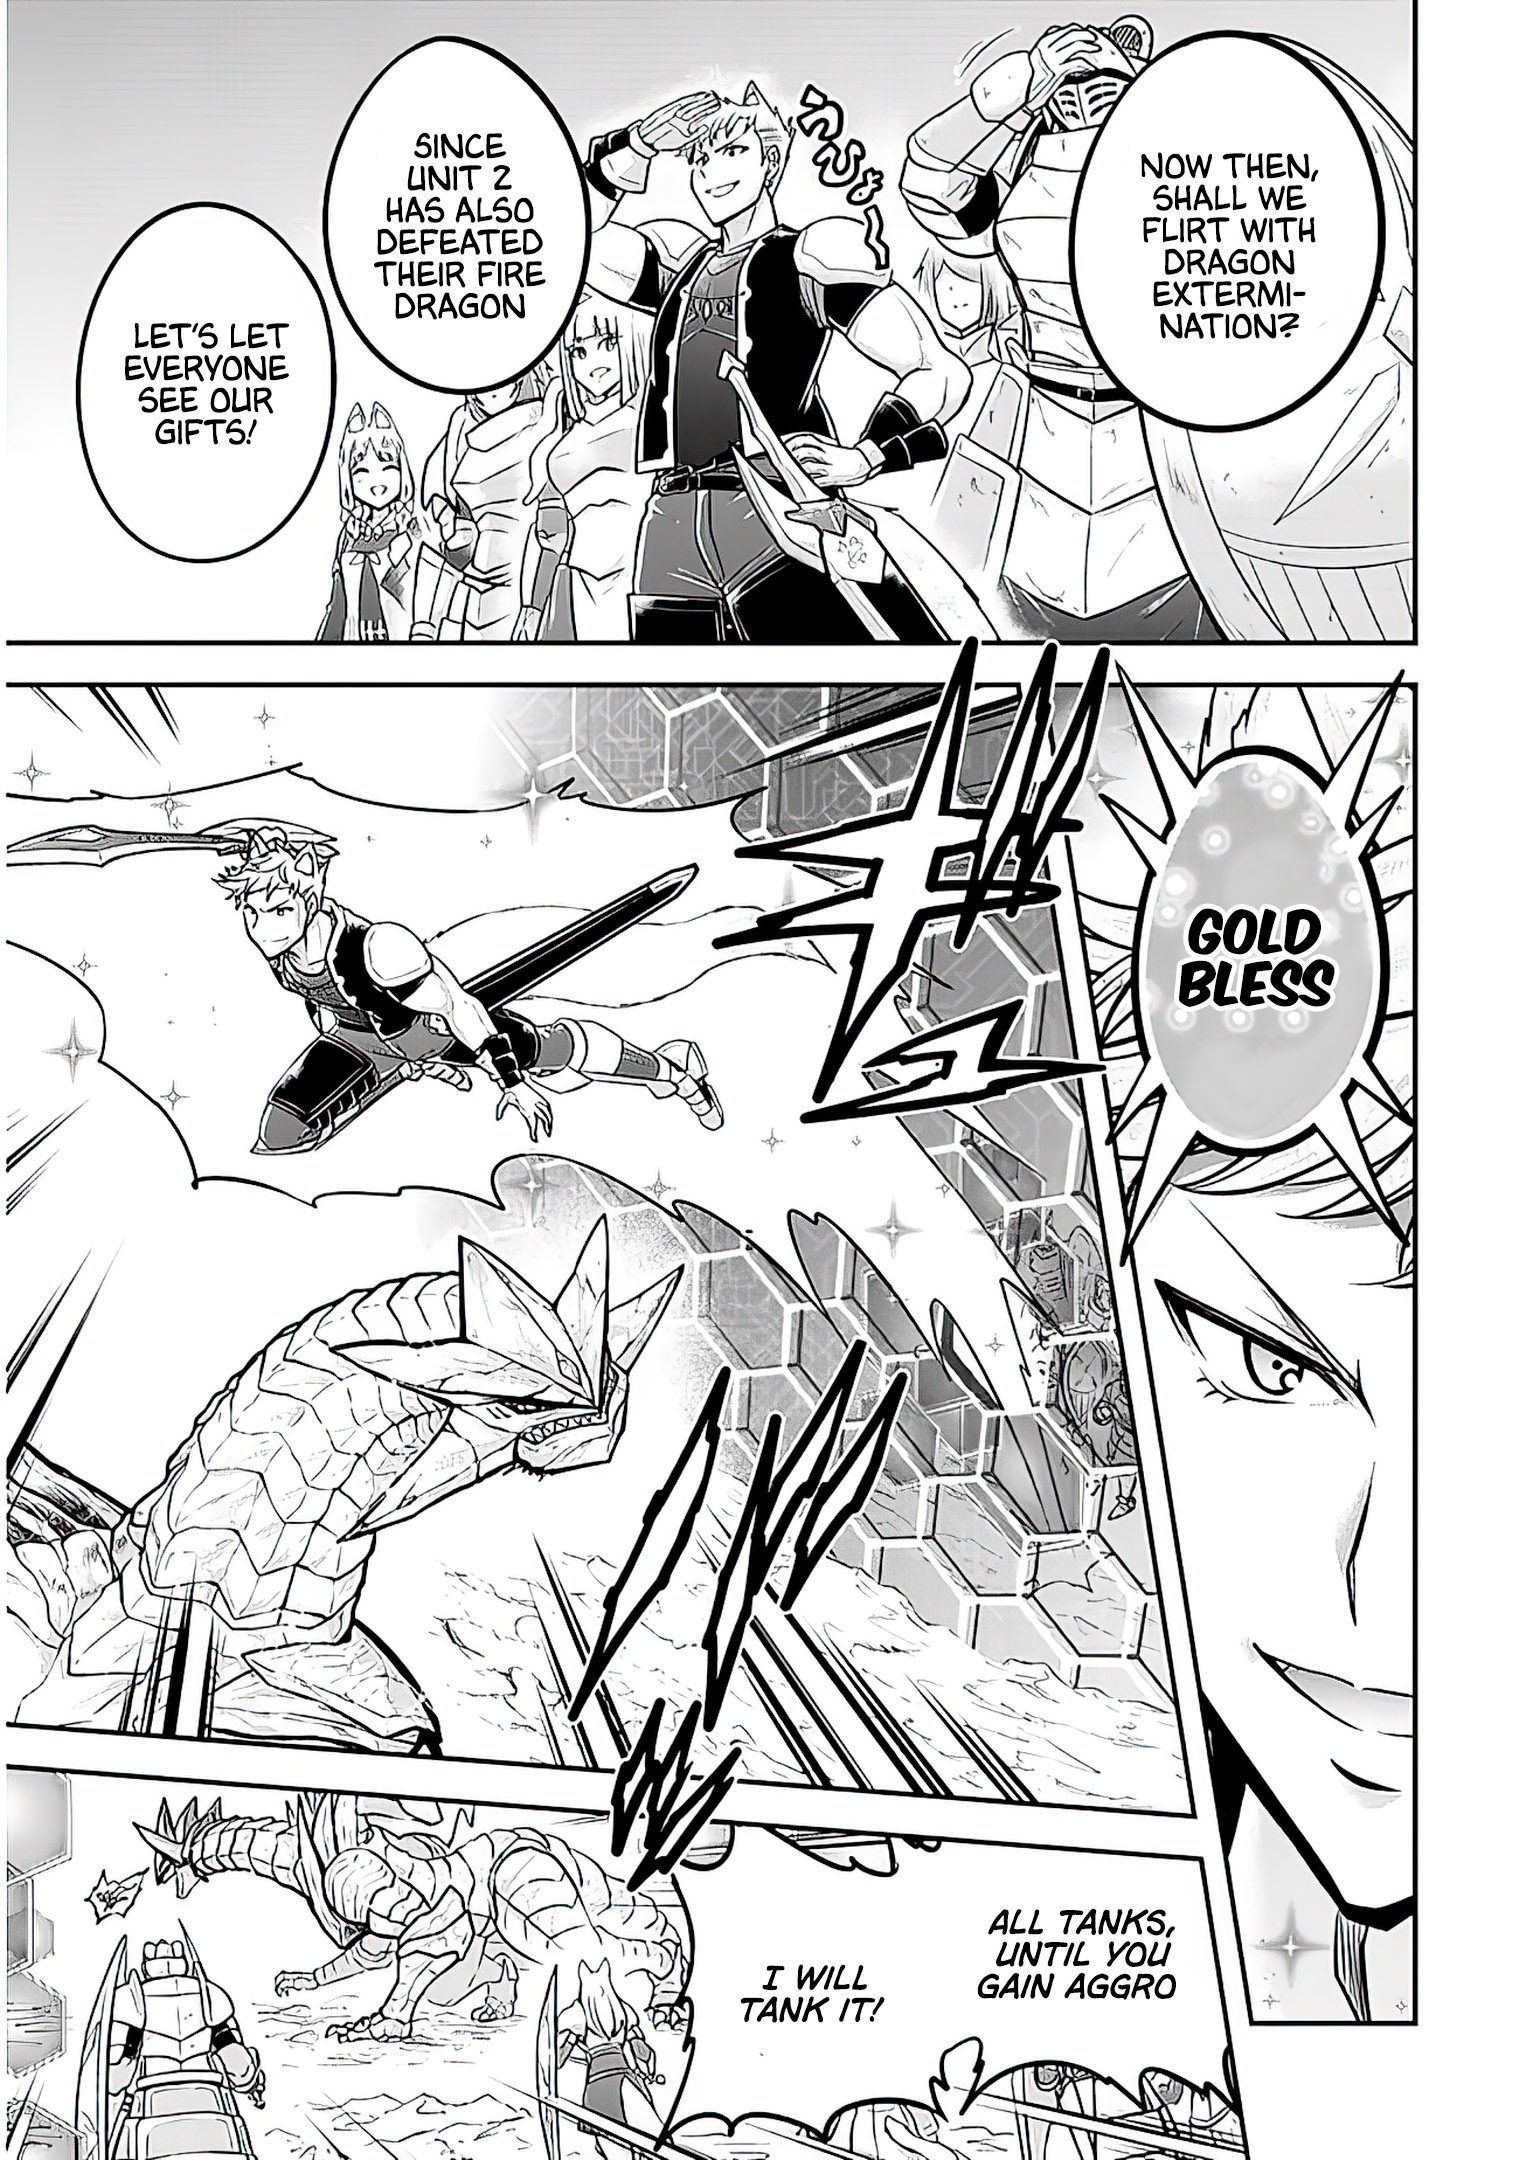 NOW THEN,
SHALL WE
FLIRT WITH
DRAGON
EXTERMI-
NATION?
わひょ〜
SINCE
UNIT 2
HAS ALSO
DEFEATED
THEIR FIRE
DRAGON
LET'S LET
EVERYONE
SEE OUR
GIFTS!
GOLD
BLESS
ALL TANKS,
UNTIL YOU
GAIN AGGRO
I WILL
TANK IT!